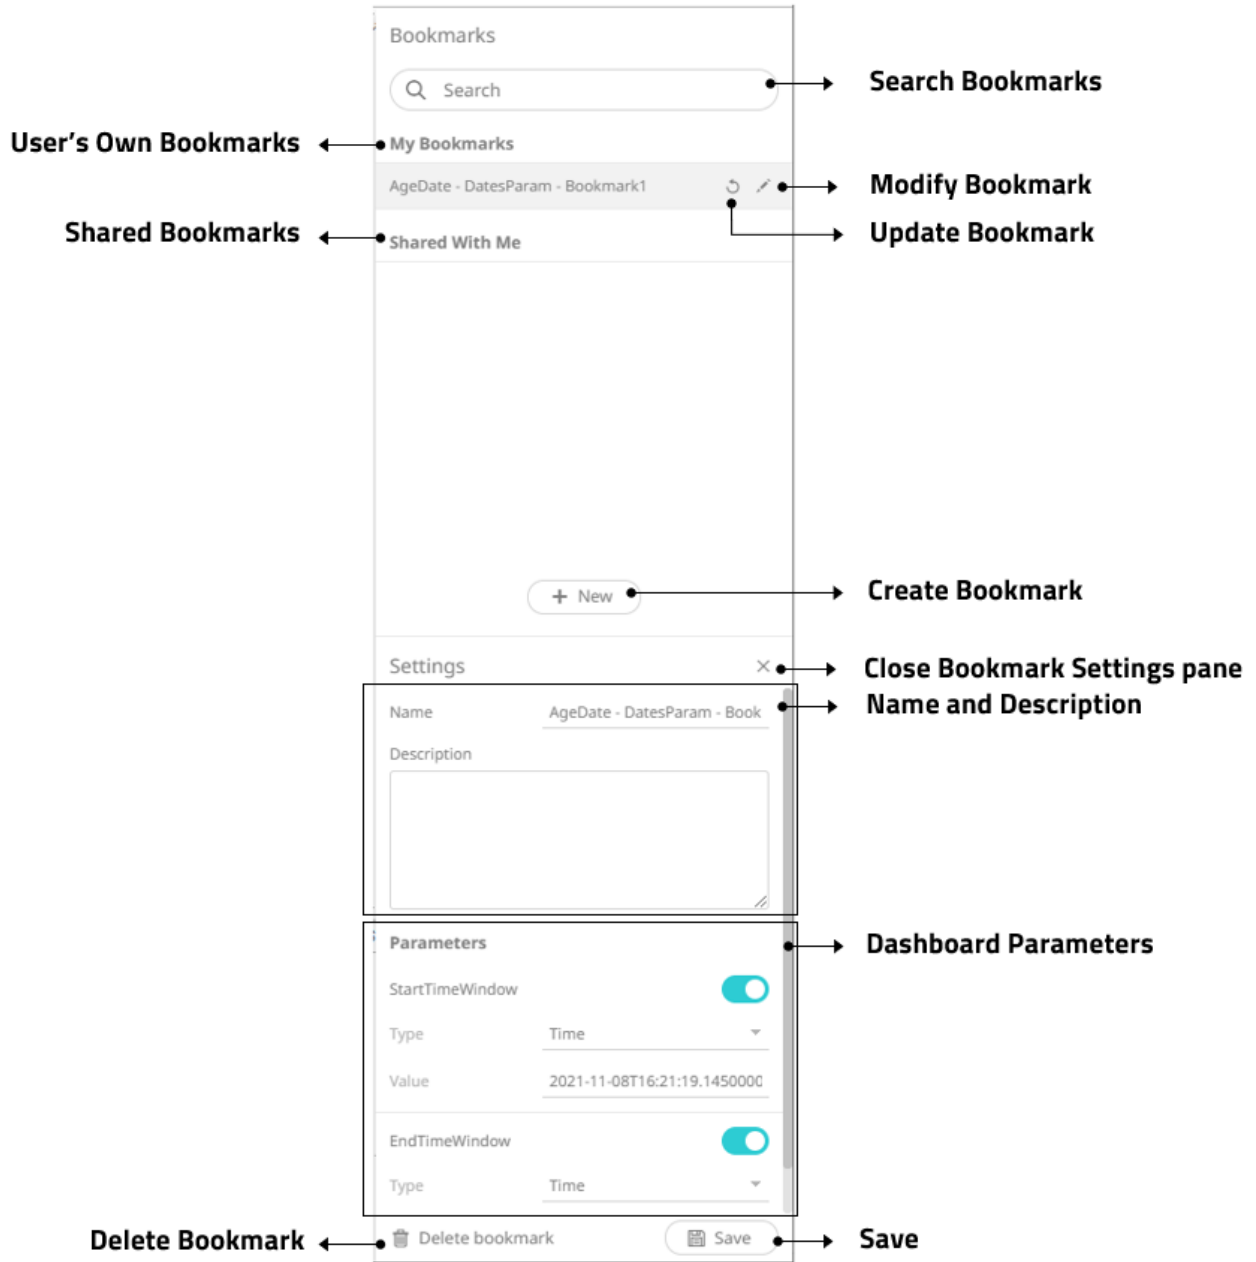 Bookmarks
Search
Search Bookmarks
User's Own Bookmarks
My Bookmarks
AgeDate - DatesParam - Bookmark1
Modify Bookmark
Shared Bookmarks
Shared With Me
Update Bookmark
+ New
Create Bookmark
Settings
Close Bookmark Settings pane
Name
AgeDate - DatesParam - Book
Name and Description
Description
Parameters
Dashboard Parameters
StartTimeWindow
Type
Time
Value
2021-11-08T16:21:19.1450000
EndTimeWindow
Type
Time
Delete Bookmark
Delete bookmark
Save
Save